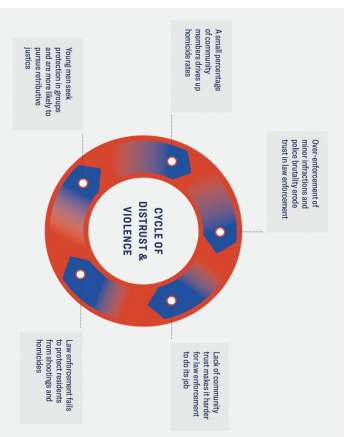 CYCLE OF
DISTRUST &
VIOLENCE
Over-enforcement of
minor infractions and
police brutality erode
trust in law enforcement
Lack of community
trust makes it harder
for law enforcement
to do its job
Law enforcement fails
to protect residents
from shootings and
homicides
Young men seek
protection in groups
and are more likely to
pursue retributive
justice
A small percentage
of community
members drives up
homicide rates